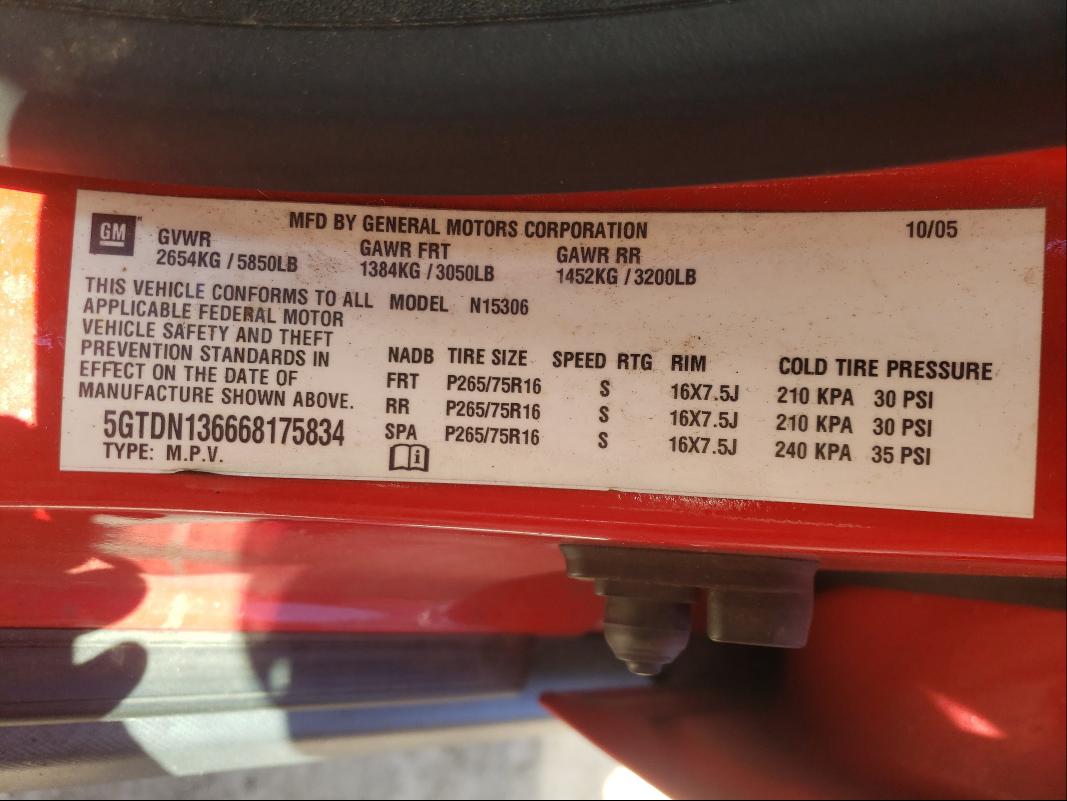 GM
MFD BY GENERAL MOTORS CORPORATION 10/05
GVWR GAWR FRT GAWR RR
2654KG / 5850LB 1384KG / 3050LB 1452KG / 3200LB
THIS VEHICLE CONFORMS TO ALL
APPLICABLE FEDERAL MOTOR
VEHICLE SAFETY AND THEFT
PREVENTION STANDARDS IN
EFFECT ON THE DATE OF
MANUFACTURE SHOWN ABOVE.
5GTDN136668175834
TYPE: M.P.V.
MODEL N15306
NADB TIRE SIZE SPEED RTG RIM COLD TIRE PRESSURE
FRT P265/75R16 S 16X7.5J 210 KPA 30 PSI
RR P265/75R16 S 16X7.5J 210 KPA 30 PSI
SPA P265/75R16 S 16X7.5J 240 KPA 35 PSI
i